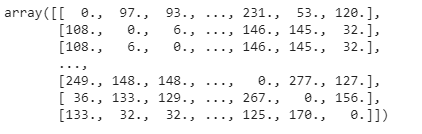 array([[ 0., 97., 93., ..., 231., 53., 120.],
[108., 0., 6., ..., 146., 145., 32.],
[108., 6., 0., ..., 146., 145., 32.],
...,
[249., 148., 148., ..., 0., 277., 127.],
[ 36., 133., 129., ..., 267., 0., 156.],
[133., 32., 32., ..., 125., 170., 0.]])